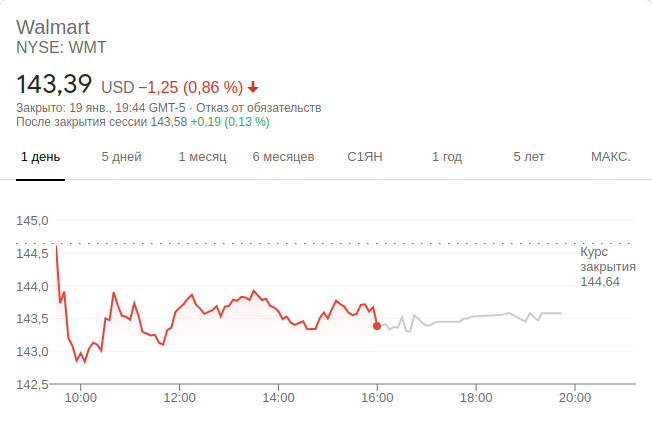 Walmart
NYSE: WMT
143,39 USD −1,25 (0,86 %)
Закрыто: 19 янв., 19:44 GMT-5 · Отказ от обязательств
После закрытия сессии 143,58 +0,19 (0,13 %)
1 день 5 дней 1 месяц 6 месяцев С1ЯН 1 год 5 лет МАКС.
145,0
144,5
Курс
закрытия
144,64
144,0
143,5
143,0
142,5
10:00 12:00 14:00 16:00 18:00 20:00